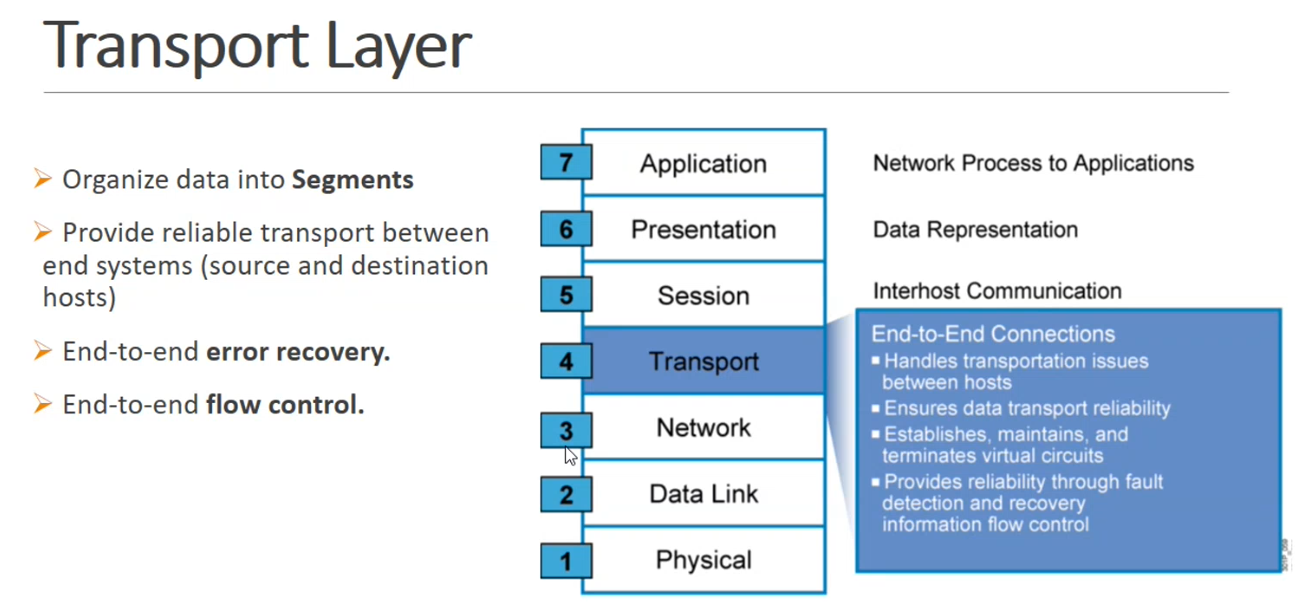 Transport Layer
Organize data into Segments
Provide reliable transport between
end systems (source and destination
hosts)
End-to-end error recovery.
End-to-end flow control.
7 Application Network Process to Applications
6 Presentation Data Representation
5 Session Interhost Communication
4 Transport
End-to-End Connections
Handles transportation issues
between hosts
Ensures data transport reliability
Establishes, maintains, and
terminates virtual circuits
Provides reliability through fault
detection and recovery
information flow control
3 Network
2 Data Link
1 Physical